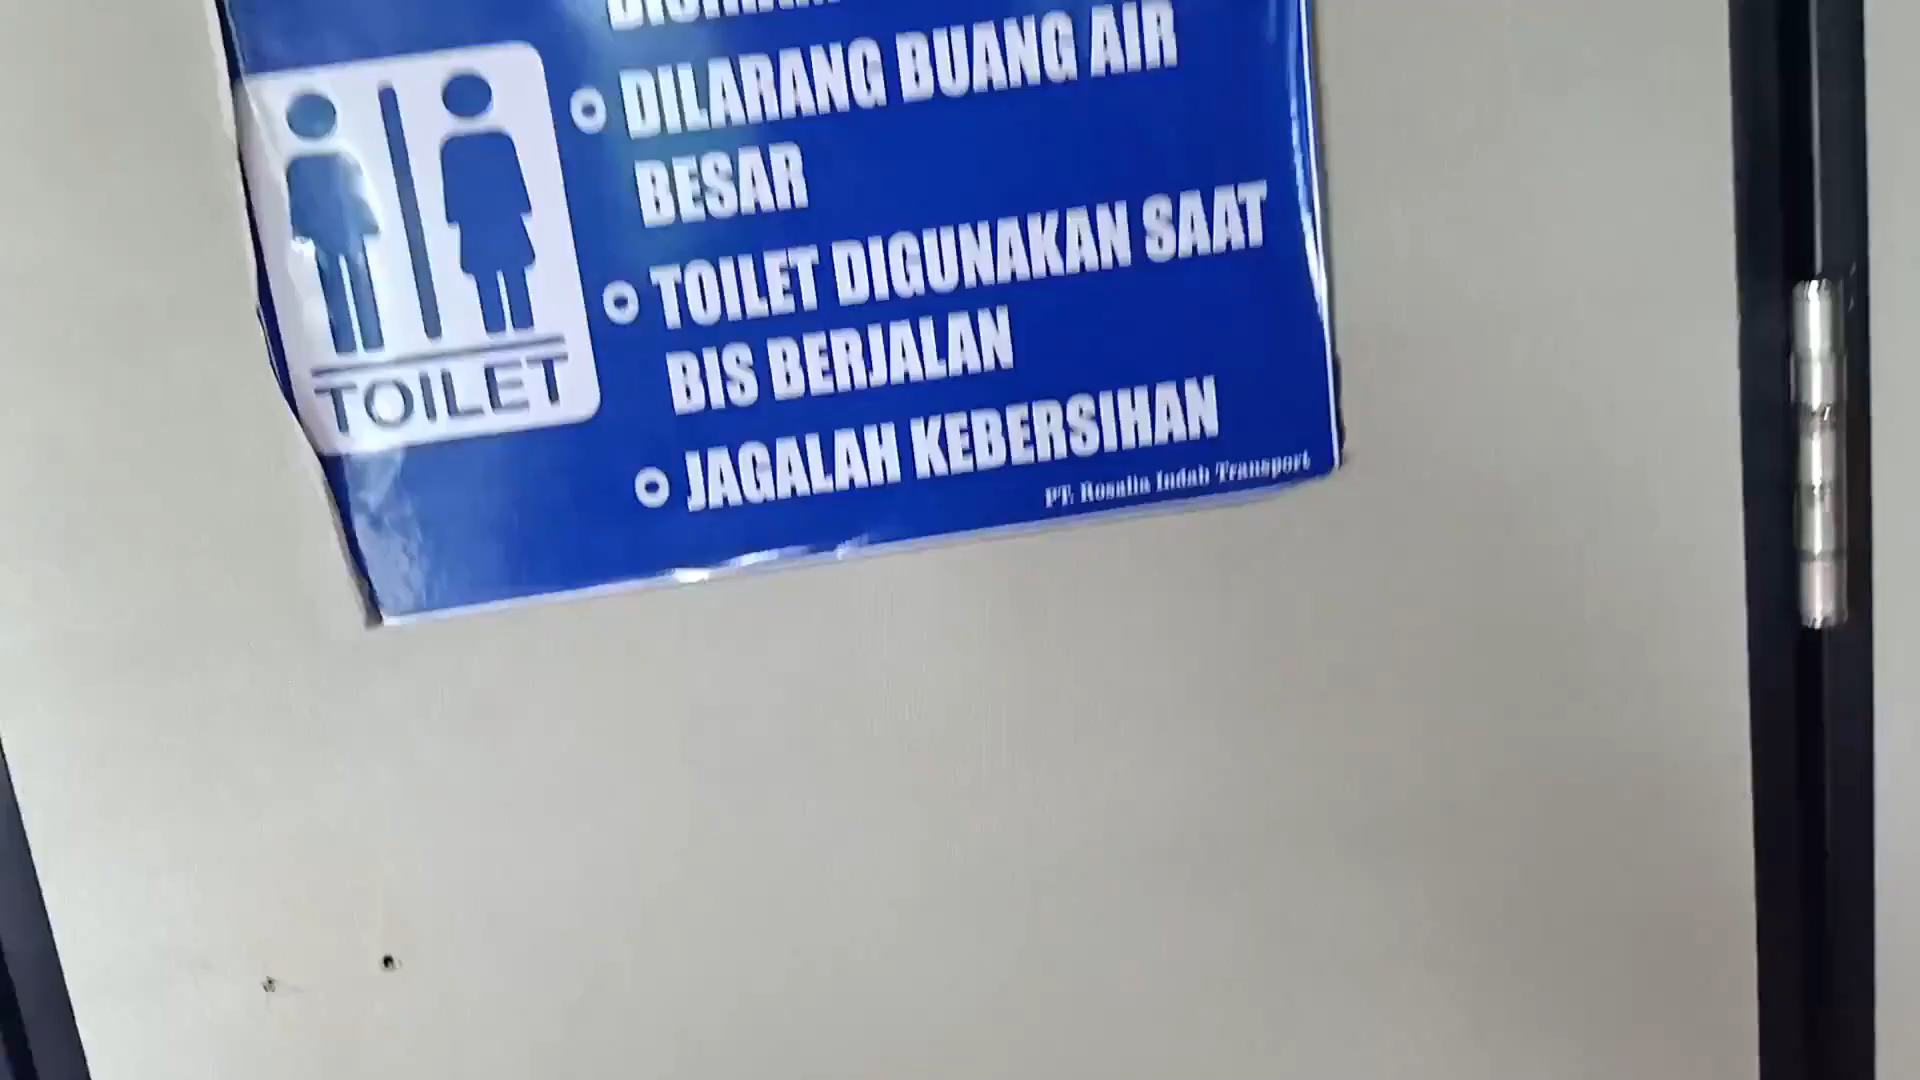 DILARANG BUANG AIR
BESAR
TOILET DIGUNAKAN SAAT
BIS BERJALAN
JAGALAH KEBERSIHAN
PT. Rosalia Indah Transport
TOILET